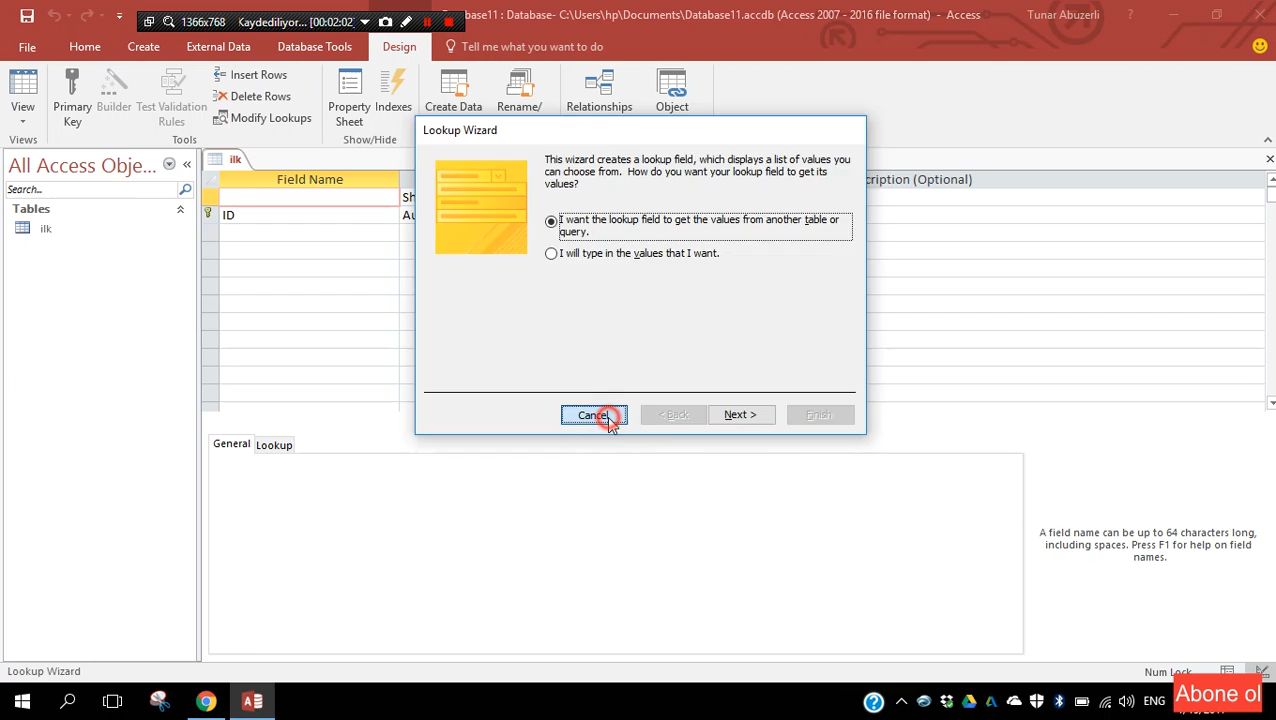 1366x768 Kaydediliyor... [00:02:02]
Database11: Database- C:\Users\hp\Documents\Database11.accdb (Access 2007 - 2016 file format) - Access
Tunar Abuzerli
File Home Create External Data Database Tools Design Tell me what you want to do
View
Views
Primary Key
Builder
Test Validation Rules
Insert Rows
Delete Rows
Modify Lookups
Tools
Property Sheet
Indexes
Show/Hide
Create Data
Rename/
Relationships
Object
All Access Obje...
Search...
Tables
ilk
ilk
Field Name
cription (Optional)
Sh
ID
Au
Lookup Wizard
This wizard creates a lookup field, which displays a list of values you
can choose from. How do you want your lookup field to get its
values?
I want the lookup field to get the values from another table or
query.
I will type in the values that I want.
Cancel
< Back
Next >
Finish
General Lookup
A field name can be up to 64 characters long,
including spaces. Press F1 for help on field
names.
Lookup Wizard
Num Lock
ENG
Abone ol